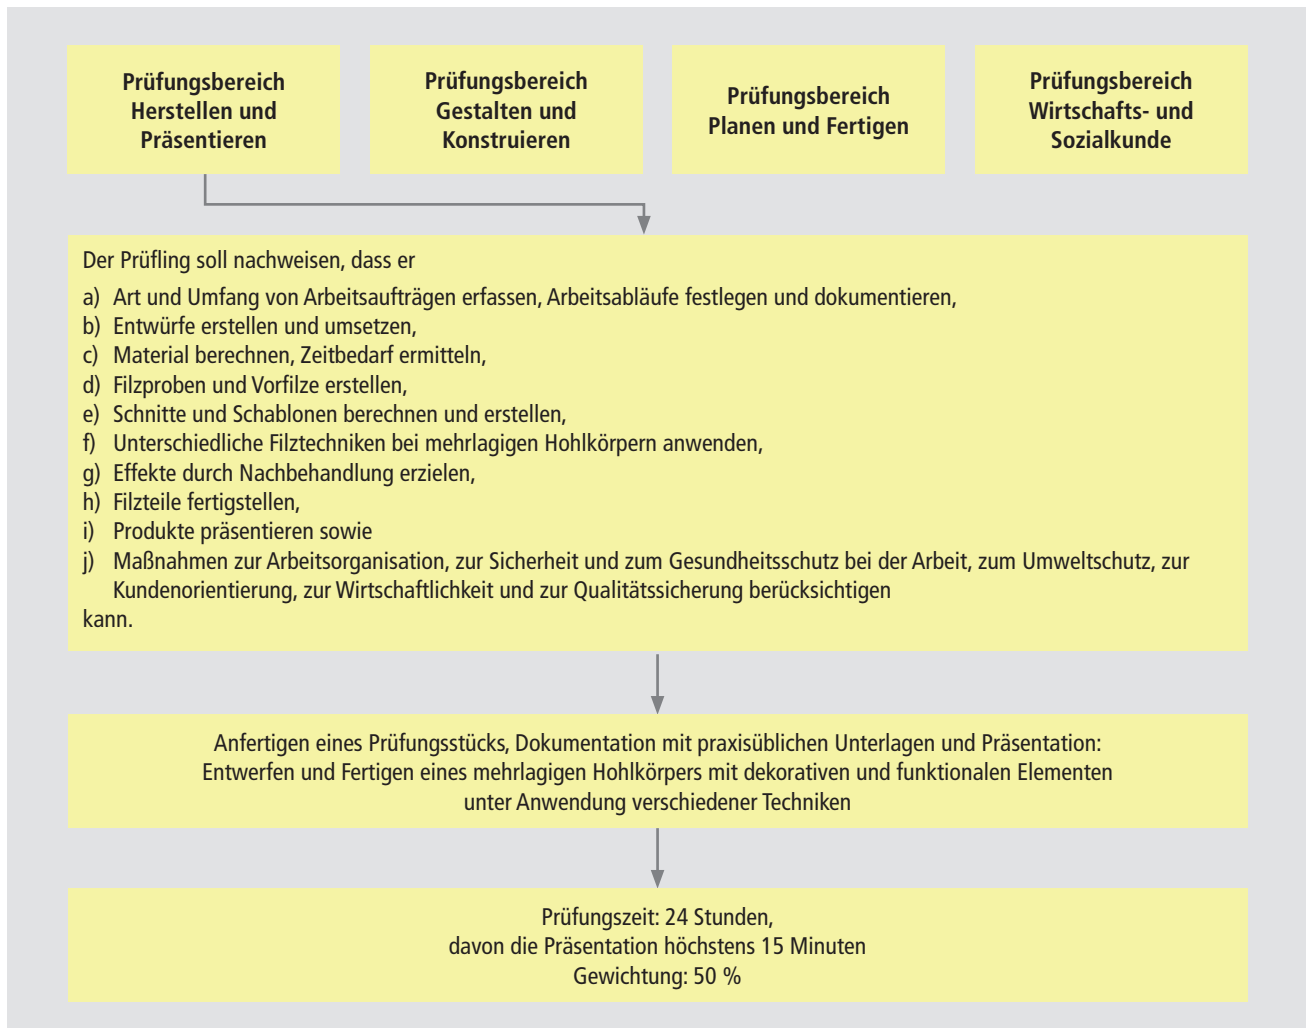 Prüfungsbereich
Herstellen und
Präsentieren
Prüfungsbereich
Gestalten und
Konstruieren
Prüfungsbereich
Planen und Fertigen
Prüfungsbereich
Wirtschafts- und
Sozialkunde
Der Prüfling soll nachweisen, dass er
a) Art und Umfang von Arbeitsaufträgen erfassen, Arbeitsabläufe festlegen und dokumentieren,
b) Entwürfe erstellen und umsetzen,
c) Material berechnen, Zeitbedarf ermitteln,
d) Filzproben und Vorfilze erstellen,
e) Schnitte und Schablonen berechnen und erstellen,
f) Unterschiedliche Filztechniken bei mehrlagigen Hohlkörpern anwenden,
g) Effekte durch Nachbehandlung erzielen,
h) Filzteile fertigstellen,
i) Produkte präsentieren sowie
j) Maßnahmen zur Arbeitsorganisation, zur Sicherheit und zum Gesundheitsschutz bei der Arbeit, zum Umweltschutz, zur
Kundenorientierung, zur Wirtschaftlichkeit und zur Qualitätssicherung berücksichtigen
kann.
Anfertigen eines Prüfungsstücks, Dokumentation mit praxisüblichen Unterlagen und Präsentation:
Entwerfen und Fertigen eines mehrlagigen Hohlkörpers mit dekorativen und funktionalen Elementen
unter Anwendung verschiedener Techniken
Prüfungszeit: 24 Stunden,
davon die Präsentation höchstens 15 Minuten
Gewichtung: 50 %